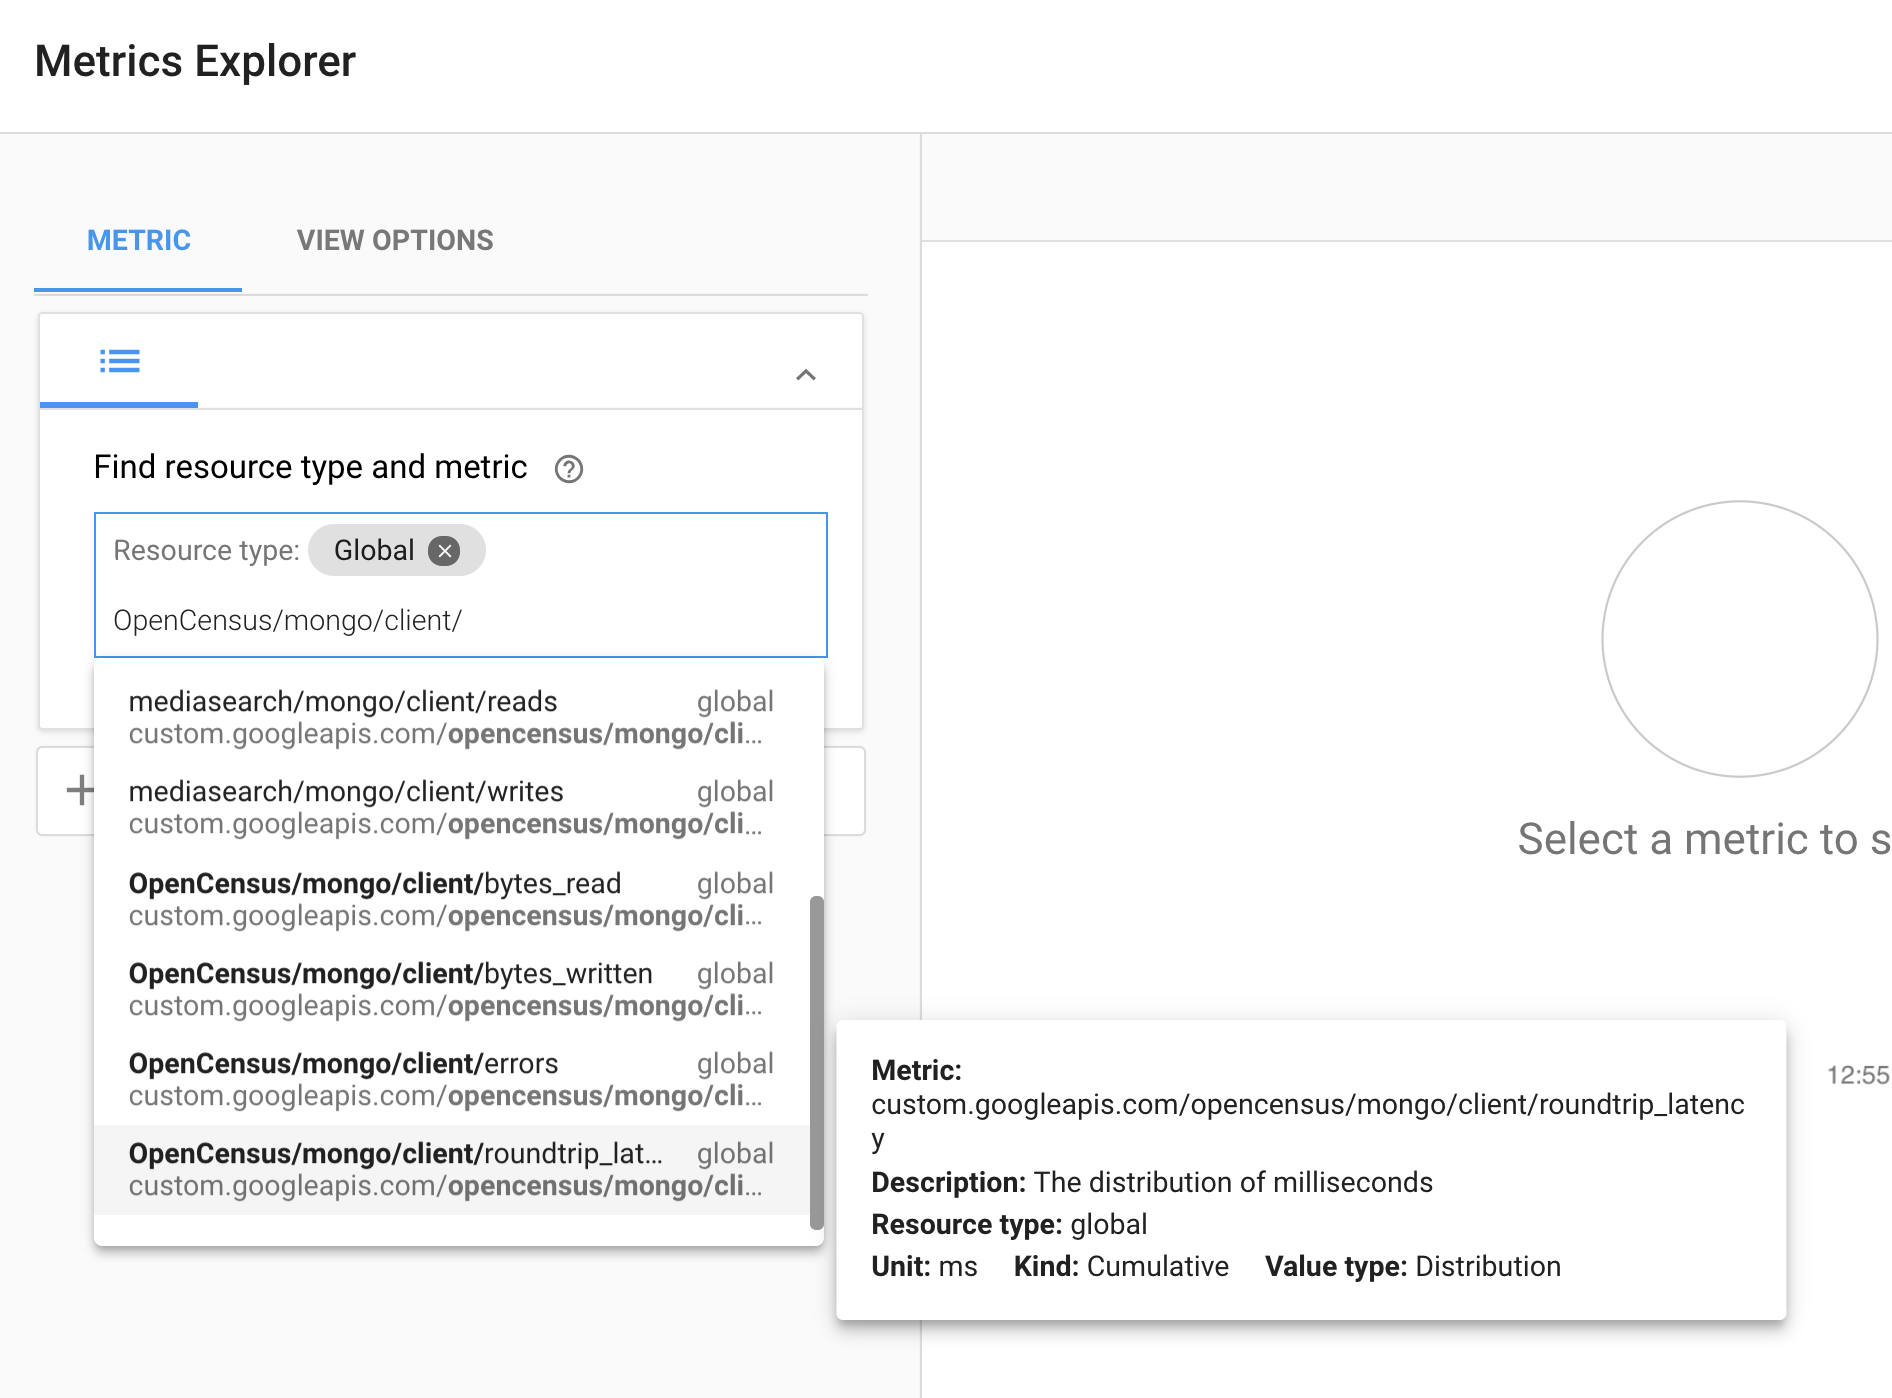 Metrics Explorer
METRIC
VIEW OPTIONS
Find resource type and metric
Resource type: Global
OpenCensus/mongo/client/
mediasearch/mongo/client/reads global
custom.googleapis.com/opencensus/mongo/cli...
mediasearch/mongo/client/writes global
custom.googleapis.com/opencensus/mongo/cli...
OpenCensus/mongo/client/bytes_read global
custom.googleapis.com/opencensus/mongo/cli...
OpenCensus/mongo/client/bytes_written global
custom.googleapis.com/opencensus/mongo/cli...
OpenCensus/mongo/client/errors global
custom.googleapis.com/opencensus/mongo/cli...
OpenCensus/mongo/client/roundtrip_lat... global
custom.googleapis.com/opencensus/mongo/cli...
Select a metric to s
12:55
Metric:
custom.googleapis.com/opencensus/mongo/client/roundtrip_latenc
y
Description: The distribution of milliseconds
Resource type: global
Unit: ms Kind: Cumulative Value type: Distribution